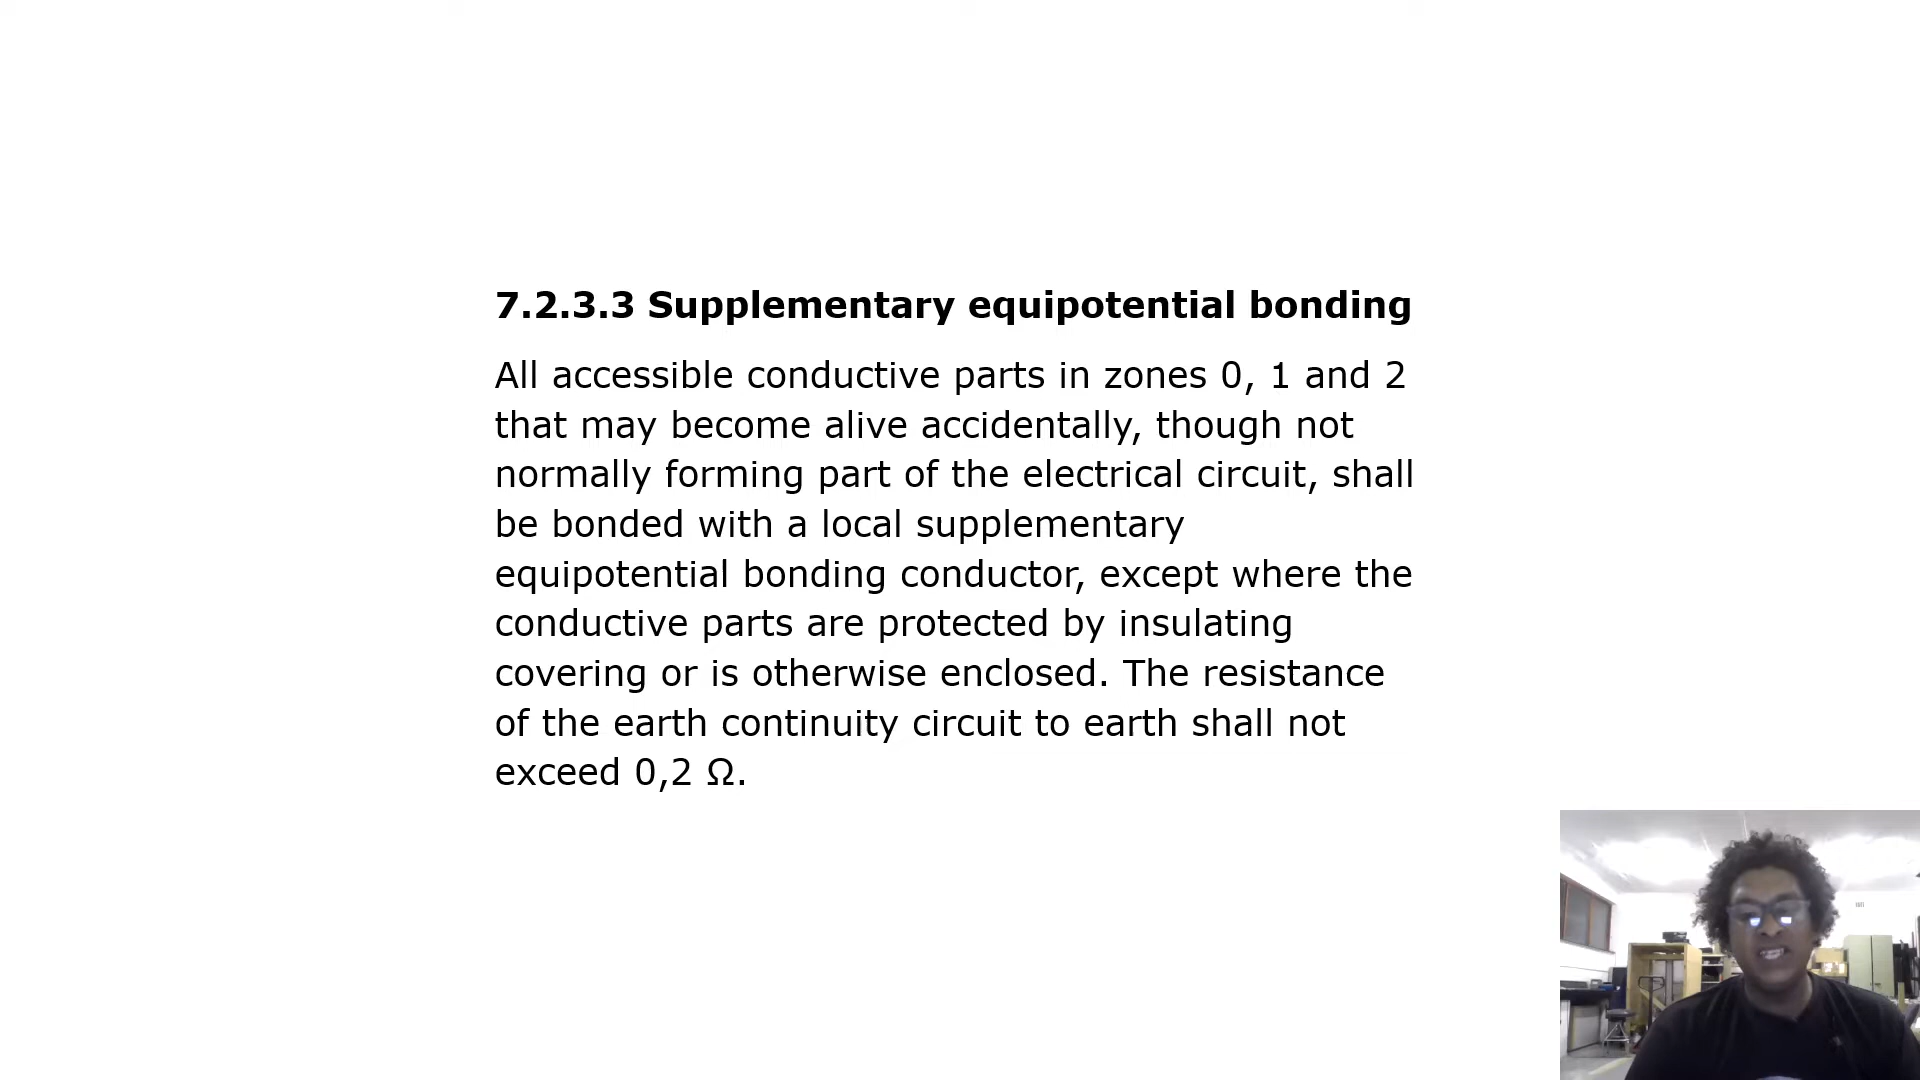 7.2.3.3 Supplementary equipotential bonding
All accessible conductive parts in zones 0, 1 and 2
that may become alive accidentally, though not
normally forming part of the electrical circuit, shall
be bonded with a local supplementary
equipotential bonding conductor, except where the
conductive parts are protected by insulating
covering or is otherwise enclosed. The resistance
of the earth continuity circuit to earth shall not
exceed 0,2 Ω.